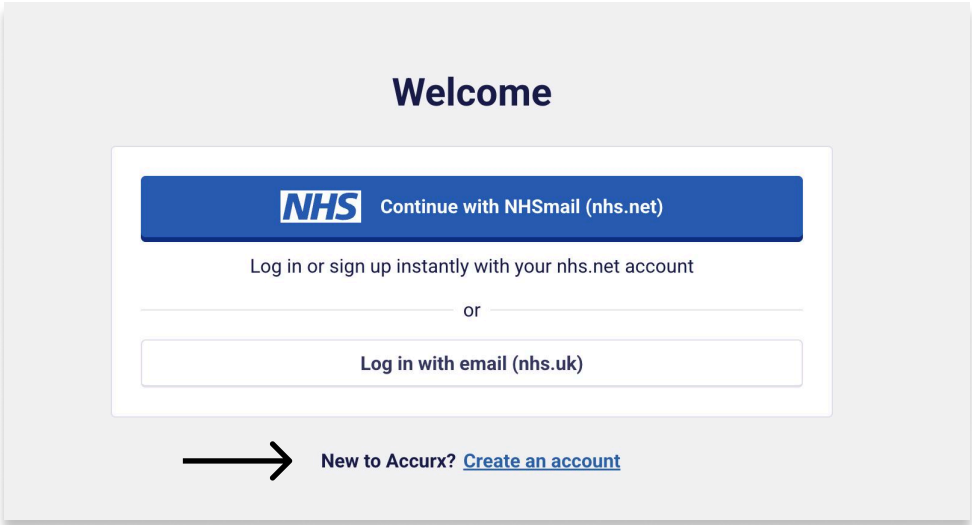 Welcome
NHS Continue with NHSmail (nhs.net)
Log in or sign up instantly with your nhs.net account
or
Log in with email (nhs.uk)
New to Accurx? Create an account